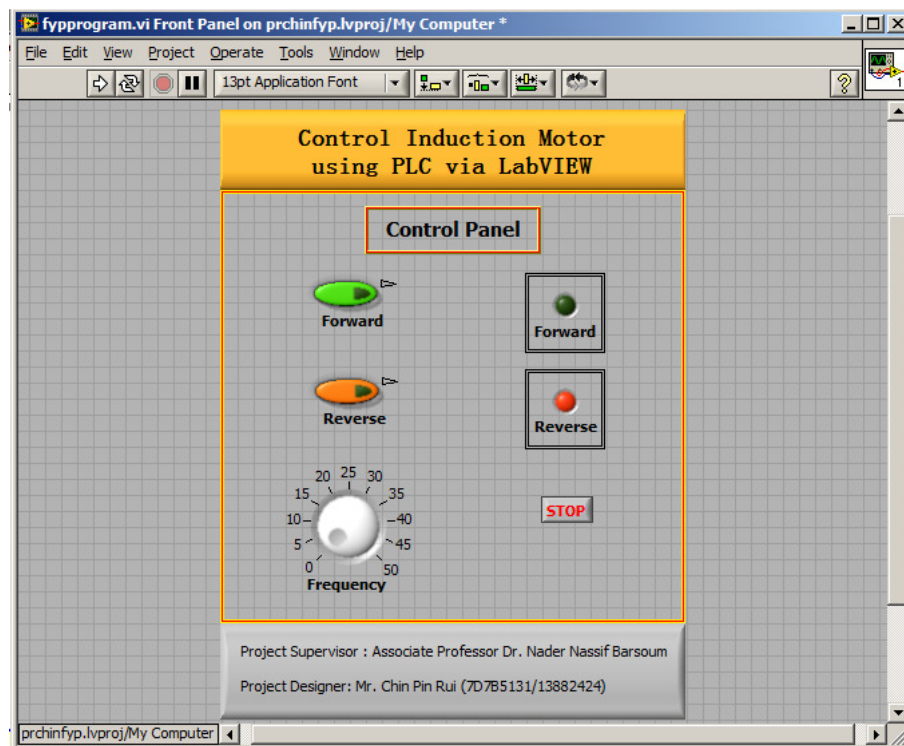 fypprogram.vi Front Panel on prchinfyp.lvproj/My Computer *
File Edit View Project Operate Tools Window Help
13pt Application Font
1
Control Induction Motor
using PLC via LabVIEW
Control Panel
Forward
Forward
Reverse
Reverse
0 5 10 15 20 25 30 35 40 45 50
Frequency
STOP
Project Supervisor : Associate Professor Dr. Nader Nassif Barsoum
Project Designer: Mr. Chin Pin Rui (7D7B5131/13882424)
prchinfyp.lvproj/My Computer